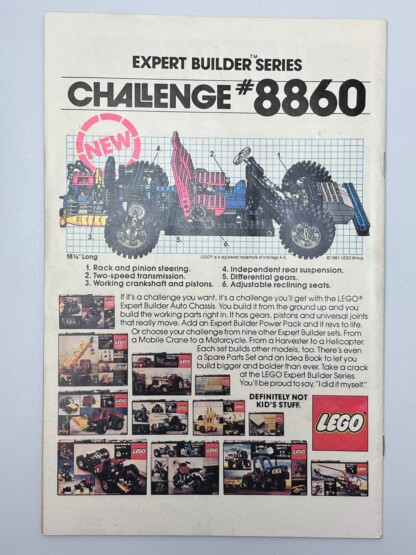 EXPERT BUILDER™ SERIES
CHALLENGE #8860
NEW
4.
2.
1.
3.
5.
6.
18¼" Long
LEGO® is a registered trademark of Interlego A.G.
©1981 LEGO Group
1. Rack and pinion steering.
2. Two-speed transmission.
3. Working crankshaft and pistons.
4. Independent rear suspension.
5. Differential gears.
6. Adjustable reclining seats.
If it's a challenge you want, it's a challenge you'll get with the LEGO®
Expert Builder Auto Chassis. You build it from the ground up and you
build the working parts right in. It has gears, pistons and universal joints
that really move. Add an Expert Builder Power Pack and it revs to life.
Or choose your challenge from nine other Expert Builder sets. From
a Mobile Crane to a Motorcycle. From a Harvester to a Helicopter.
Each set builds other models, too. There's even
a Spare Parts Set and an Idea Book to let you
build bigger and bolder than ever. Take a crack
at the LEGO Expert Builder Series.
You'll be proud to say, "I did it myself."
DEFINITELY NOT
KID'S STUFF.
LEGO